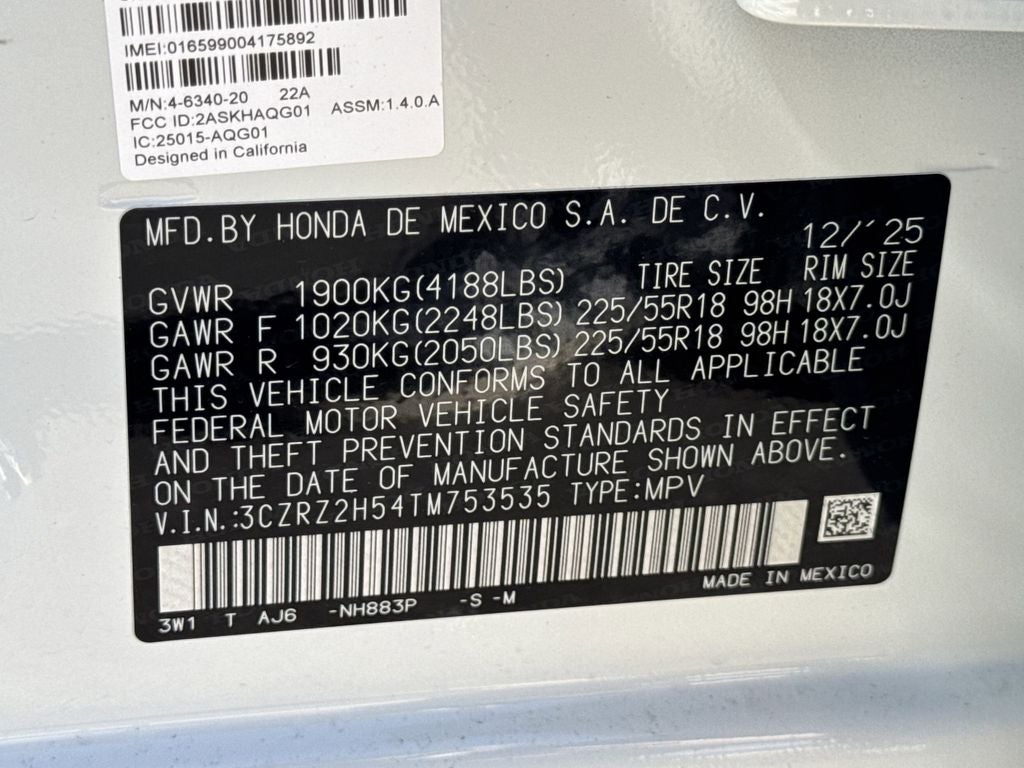 IMEI:016599004175892
M/N:4-6340-20 22A
FCC ID:2ASKHAQG01 ASSM:1.4.0.A
IC:25015-AQG01
Designed in California
MFD.BY HONDA DE MEXICO S.A. DE C.V.
12/'25
GVWR 1900KG(4188LBS) TIRE SIZE RIM SIZE
GAWR F 1020KG(2248LBS) 225/55R18 98H 18X7.0J
GAWR R 930KG(2050LBS) 225/55R18 98H 18X7.0J
THIS VEHICLE CONFORMS TO ALL APPLICABLE
FEDERAL MOTOR VEHICLE SAFETY
AND THEFT PREVENTION STANDARDS IN EFFECT
ON THE DATE OF MANUFACTURE SHOWN ABOVE.
V.I.N.:3CZRZ2H54TM753535 TYPE:MPV
MADE IN MEXICO
3W1 T AJ6 -NH883P -S -M